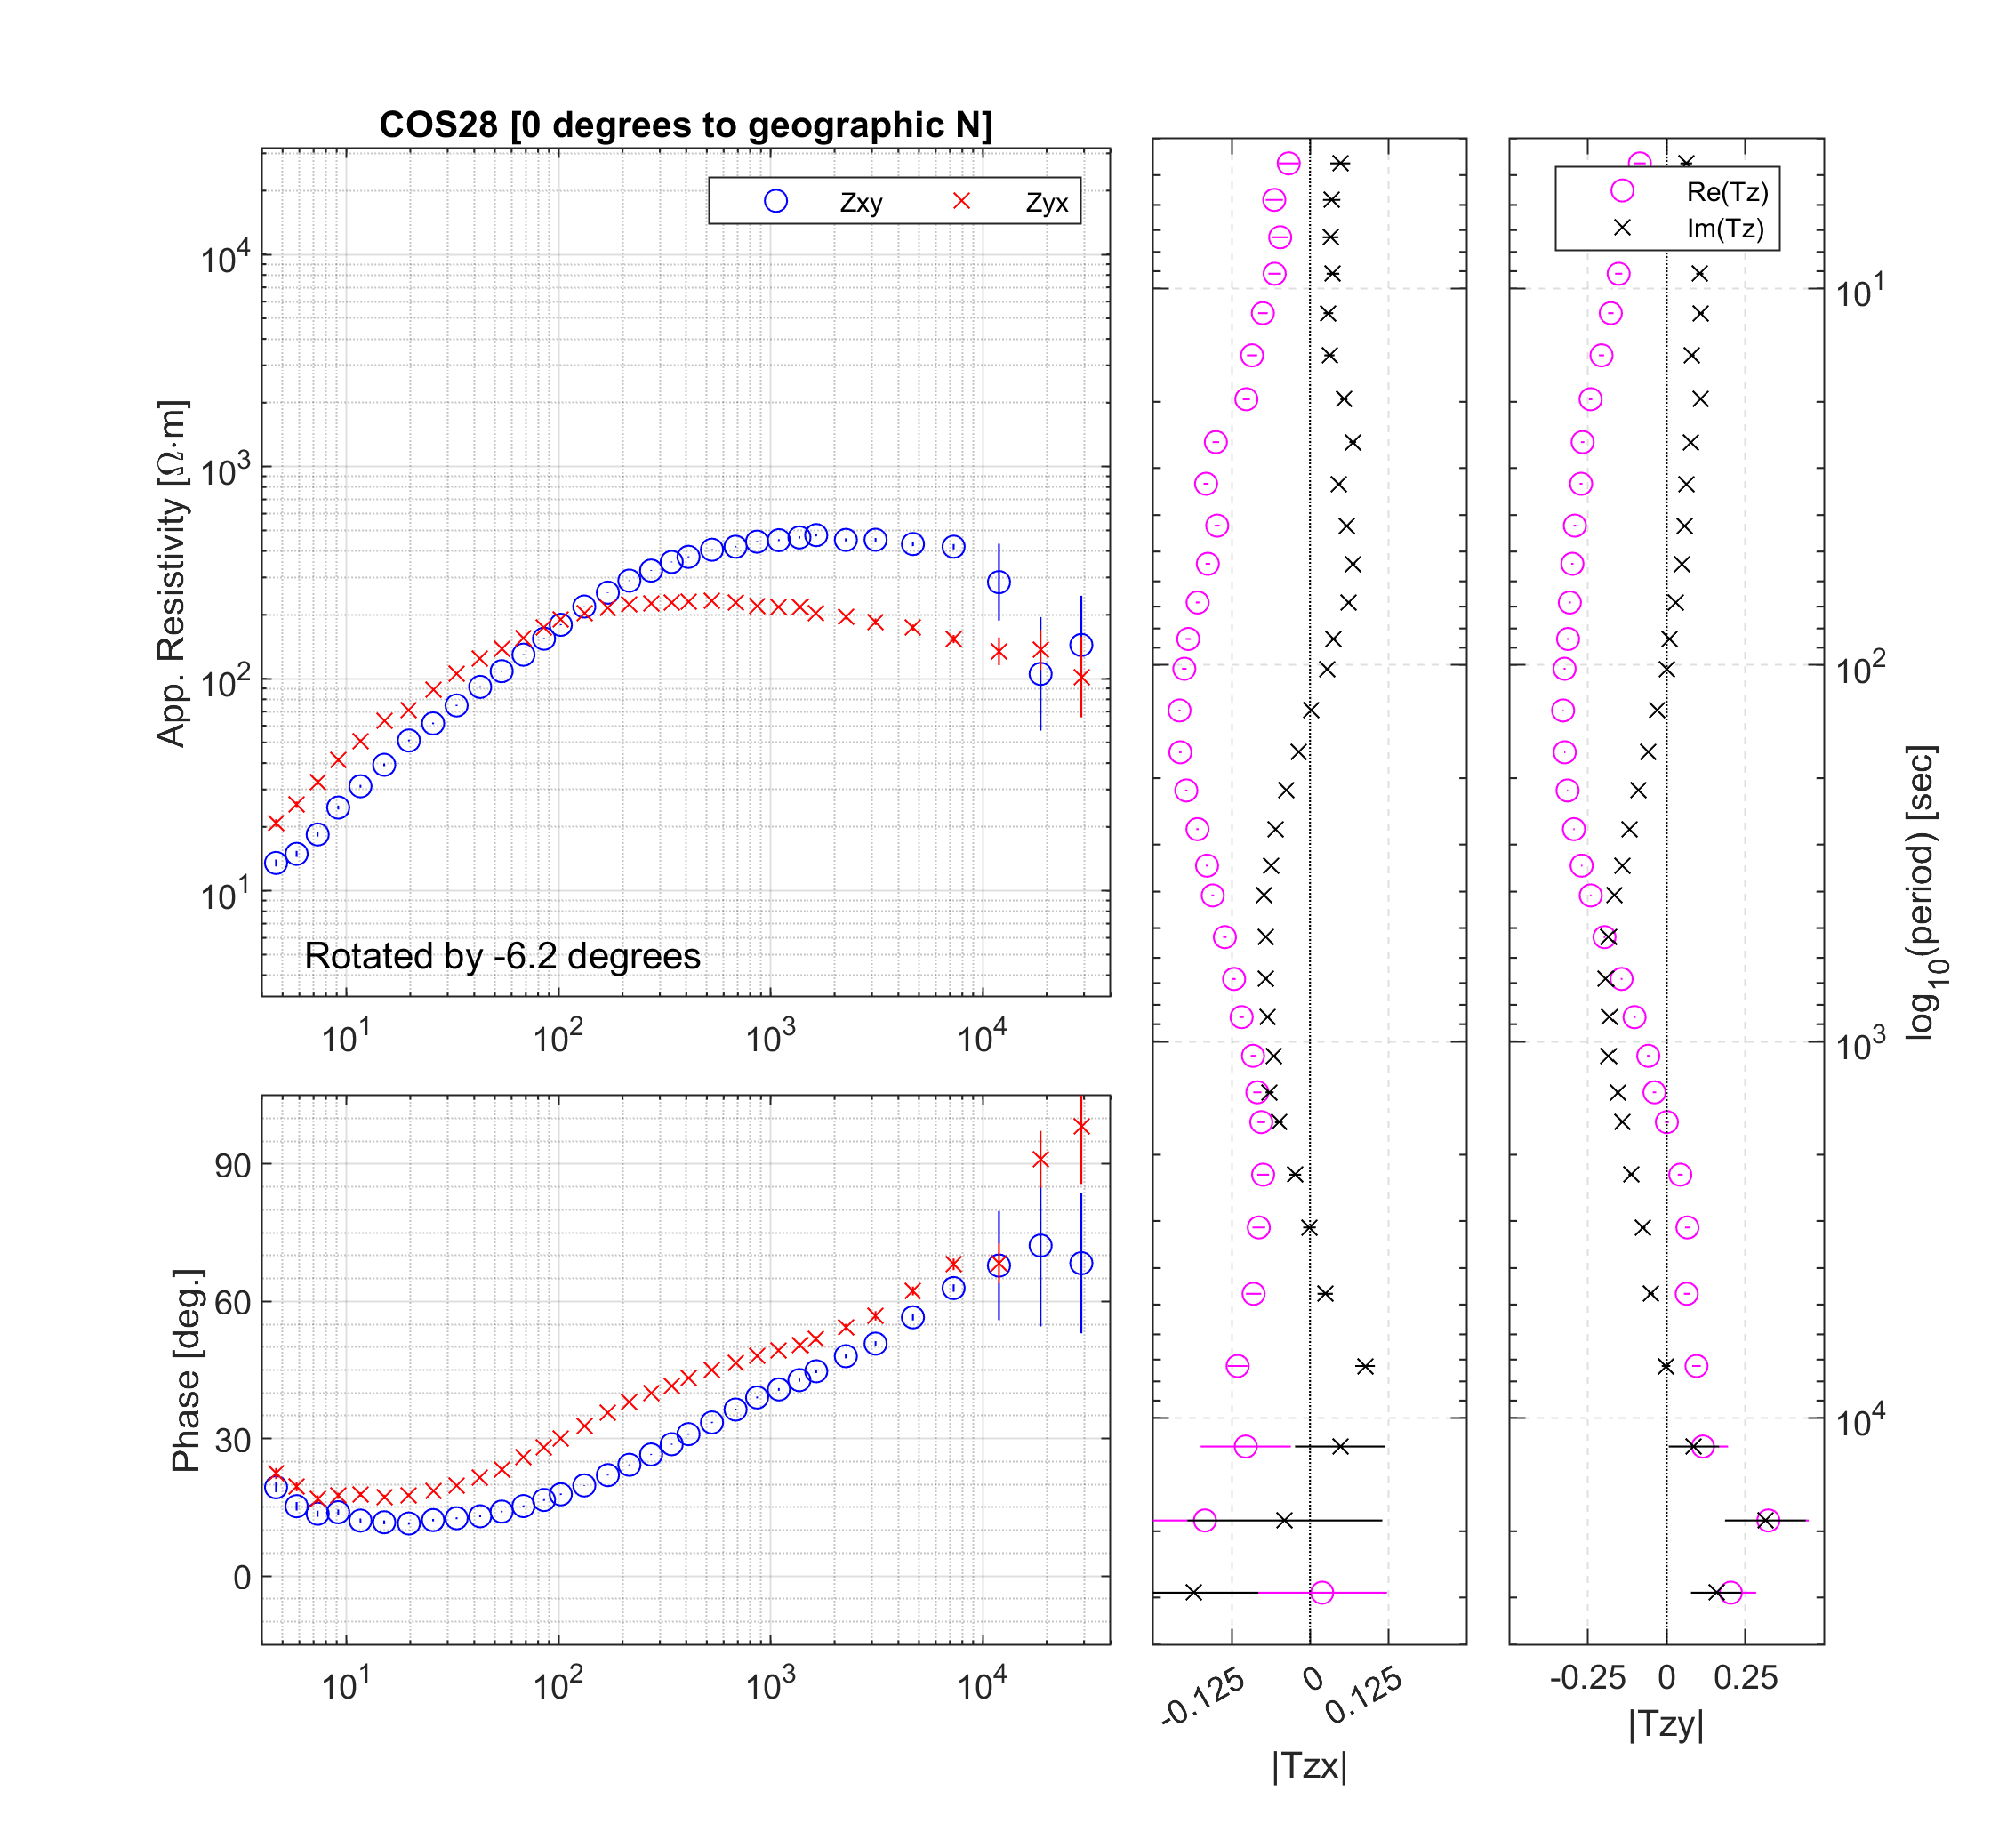 COS28 [0 degrees to geographic N]
Zxy Zyx
App. Resistivity [Ω·m]
10^4
10^3
10^2
10^1
Rotated by -6.2 degrees
10^1 10^2 10^3 10^4
Phase [deg.]
90
60
30
0
10^1 10^2 10^3 10^4
-0.125 0 0.125
|Tzx|
Re(Tz)
Im(Tz)
-0.25 0 0.25
|Tzy|
10^1
10^2
10^3
10^4
log_10(period) [sec]